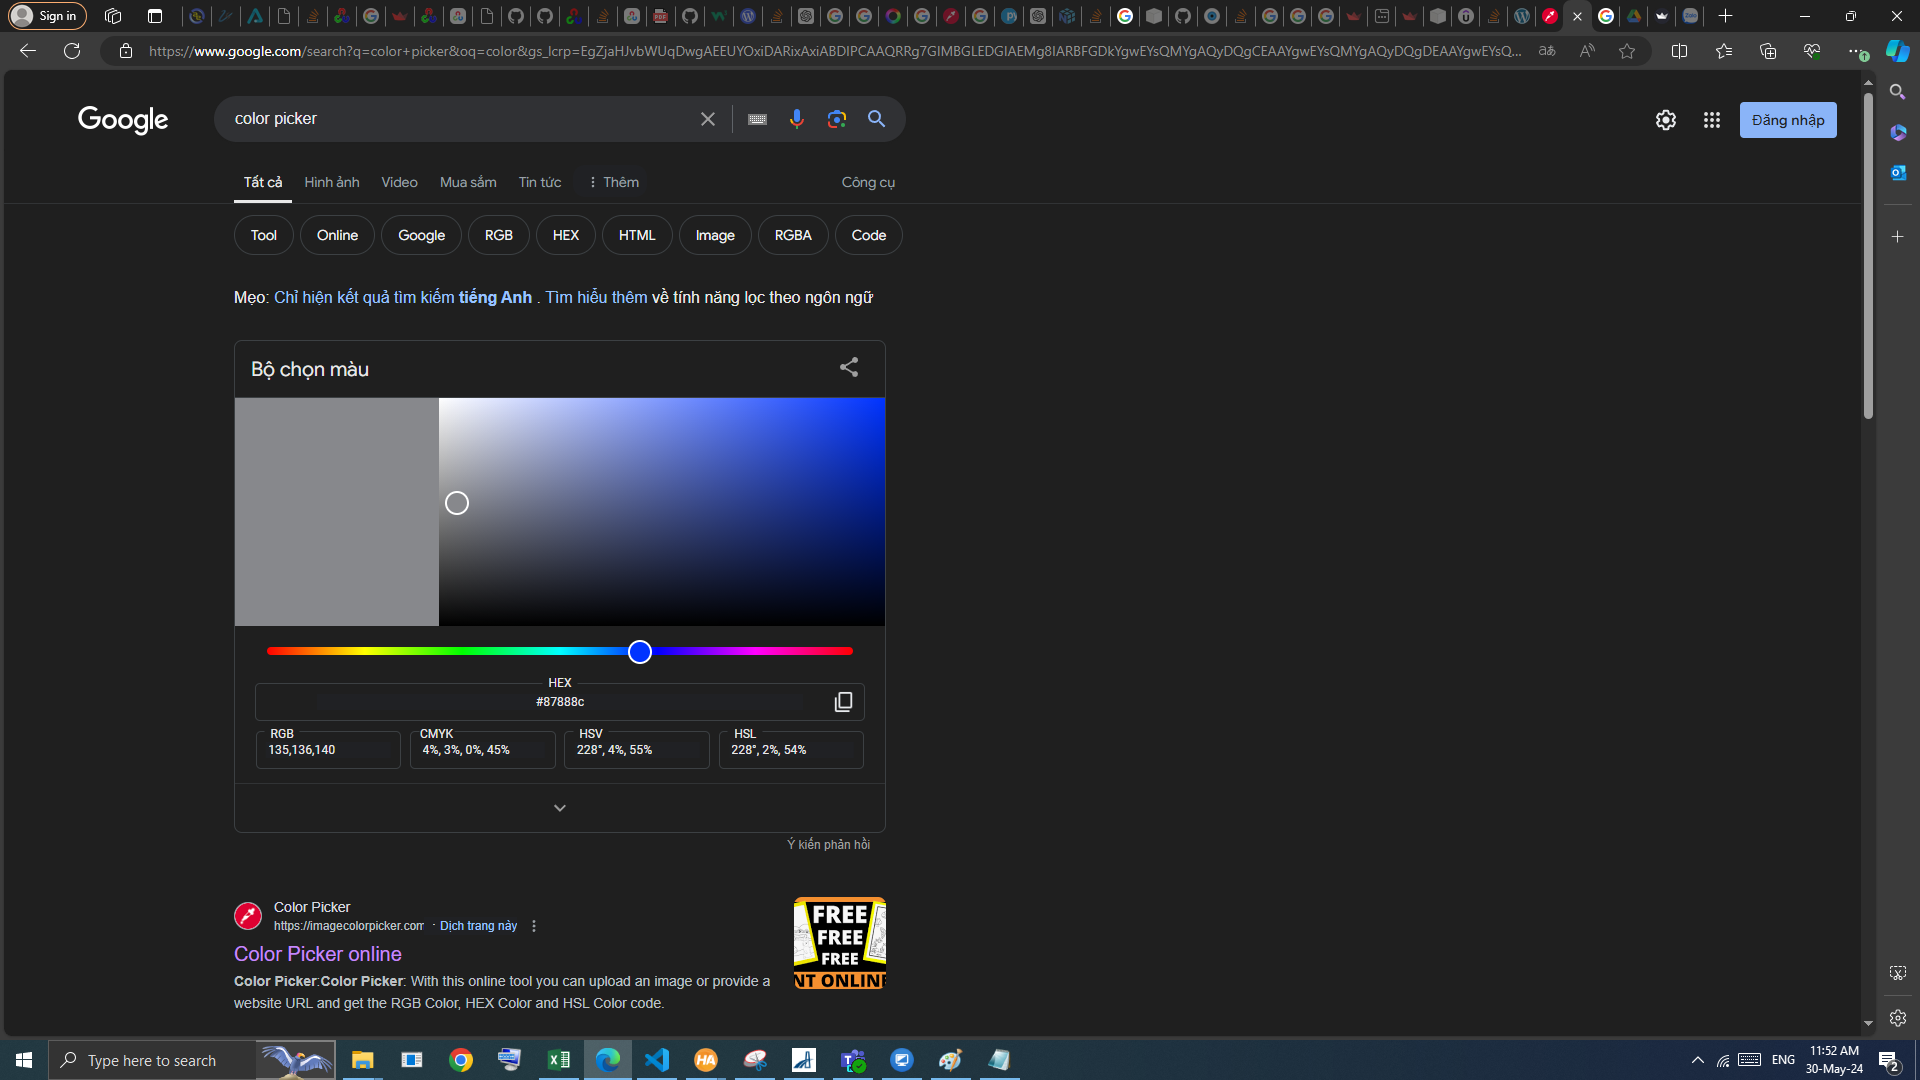 Sign in
https://www.google.com/search?q=color+picker&oq=color&gs_lcrp=EgZjaHJvbWUqDwgAEEUYOxiDARixAxiABDIPCAAQRRg7GIMBGLEDGIAEMg8IARBFGDkYgwEYsQMYgAQyDQgCEAAYgwEYsQMYgAQyDQgDEAAYgwEYsQ...
Google
color picker
Đăng nhập
Tất cả Hình ảnh Video Mua sắm Tin tức Thêm Công cụ
Tool Online Google RGB HEX HTML Image RGBA Code
Mẹo: Chỉ hiện kết quả tìm kiếm tiếng Anh . Tìm hiểu thêm về tính năng lọc theo ngôn ngữ
Bộ chọn màu
HEX
#87888c
RGB CMYK HSV HSL
135,136,140 4%, 3%, 0%, 45% 228°, 4%, 55% 228°, 2%, 54%
Ý kiến phản hồi
Color Picker
https://imagecolorpicker.com · Dịch trang này
Color Picker online
Color Picker:Color Picker: With this online tool you can upload an image or provide a
website URL and get the RGB Color, HEX Color and HSL Color code.
FREE
FREE
FREE
NT ONLINE
Type here to search
HA
ENG
11:52 AM
30-May-24
2